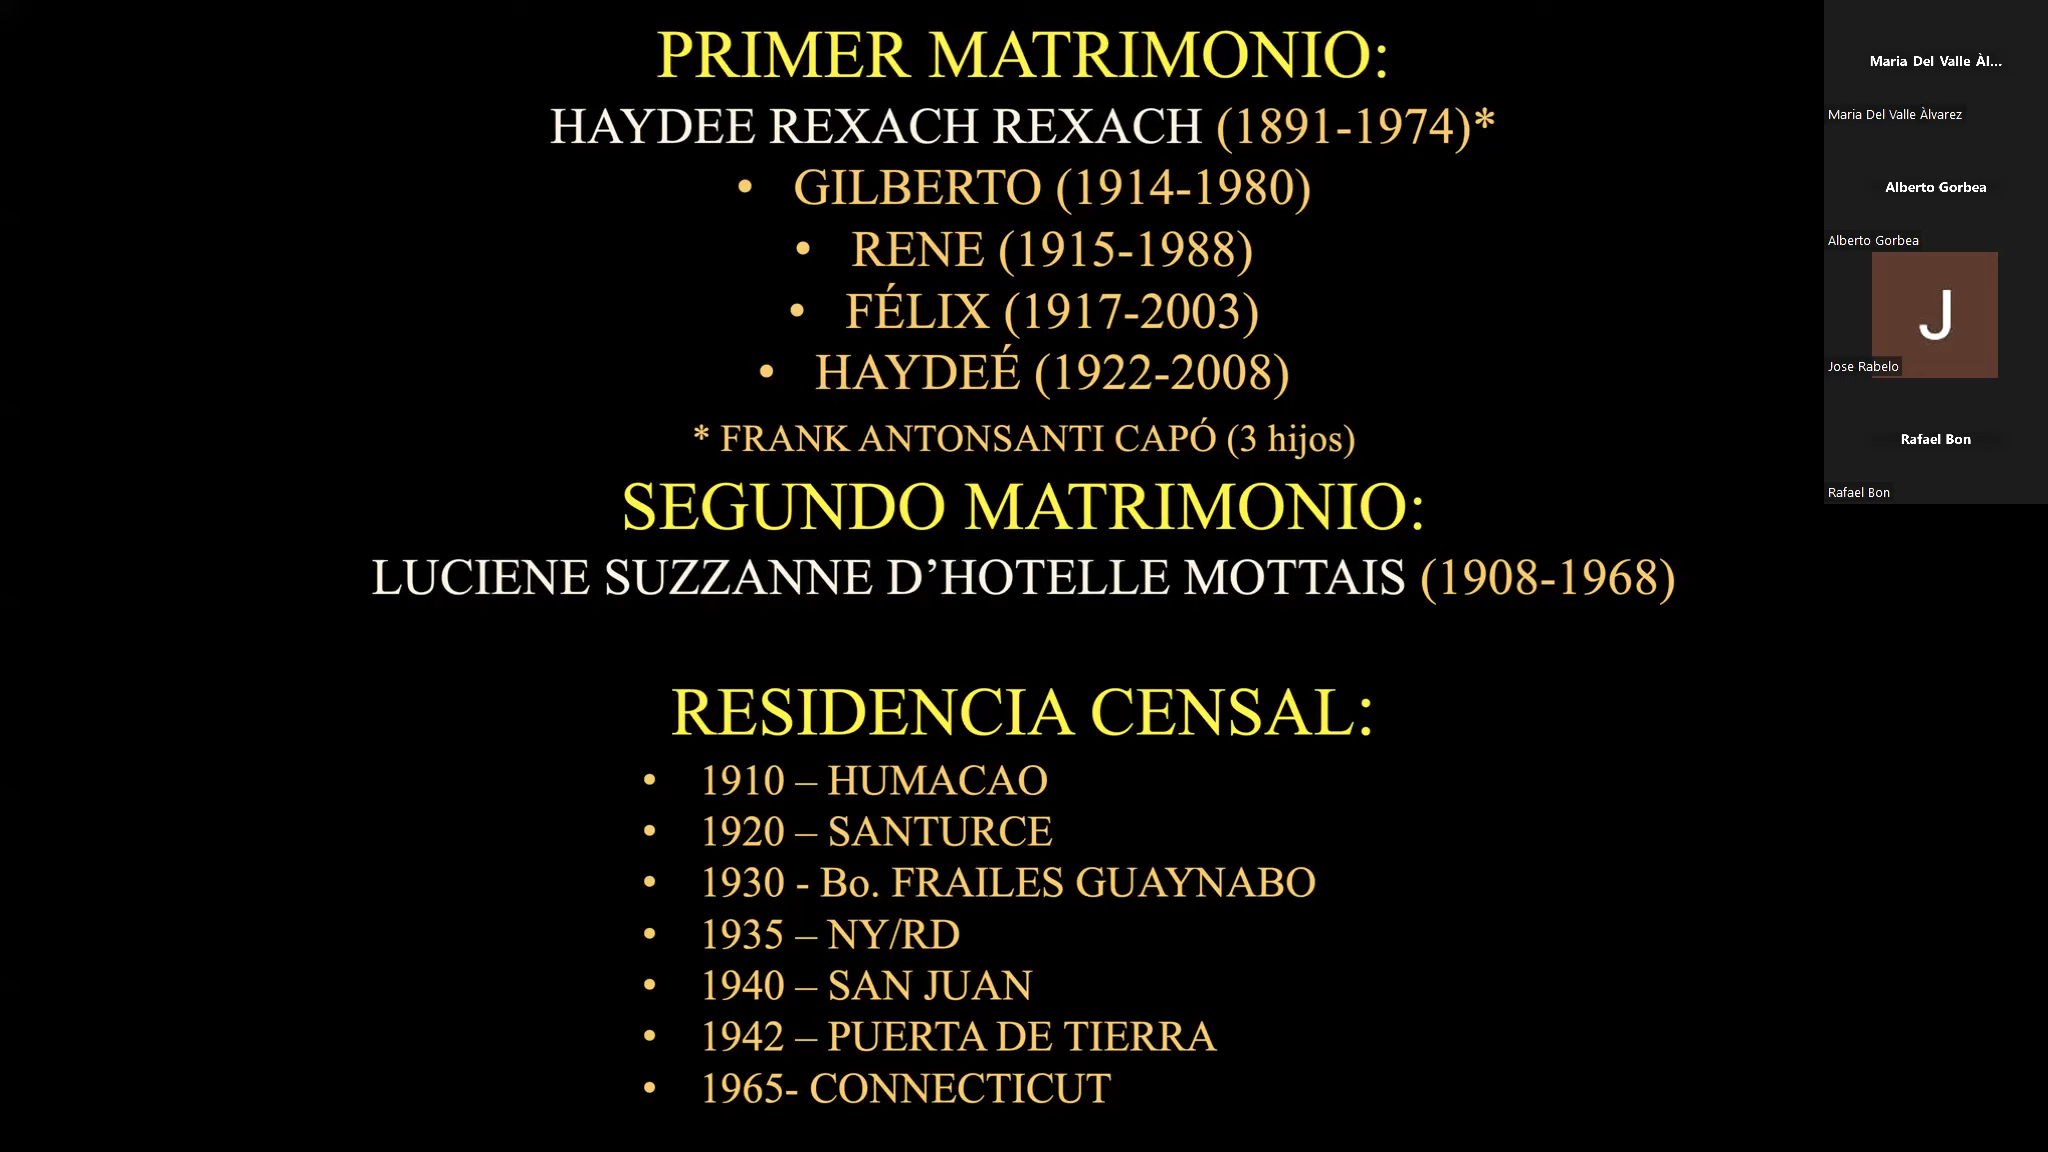 PRIMER MATRIMONIO:
HAYDEE REXACH REXACH (1891-1974)*
• GILBERTO (1914-1980)
• RENE (1915-1988)
• FÉLIX (1917-2003)
• HAYDEÉ (1922-2008)
* FRANK ANTONSANTI CAPÓ (3 hijos)
SEGUNDO MATRIMONIO:
LUCIENE SUZZANNE D’HOTELLE MOTTAIS (1908-1968)
RESIDENCIA CENSAL:
• 1910 – HUMACAO
• 1920 – SANTURCE
• 1930 - Bo. FRAILES GUAYNABO
• 1935 – NY/RD
• 1940 – SAN JUAN
• 1942 – PUERTA DE TIERRA
• 1965- CONNECTICUT
Maria Del Valle Àl...
Maria Del Valle Àlvarez
Alberto Gorbea
Alberto Gorbea
J
Jose Rabelo
Rafael Bon
Rafael Bon